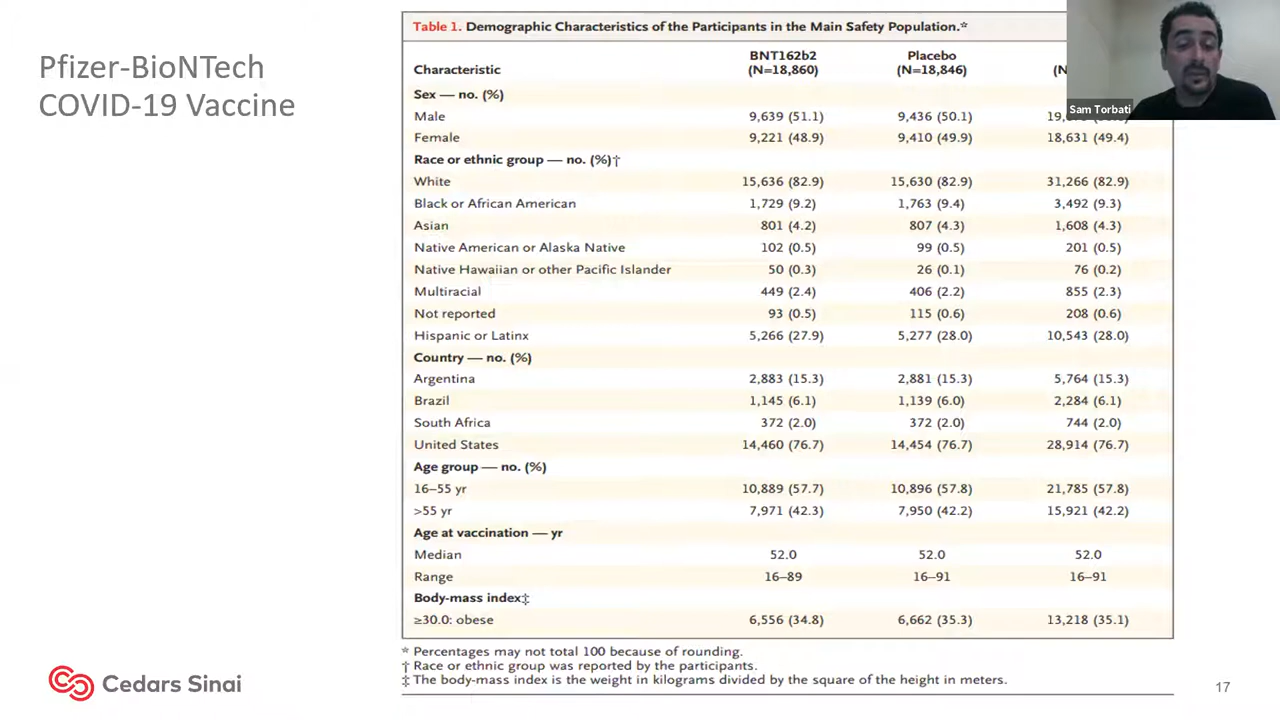 Pfizer-BioNTech
COVID-19 Vaccine
Table 1. Demographic Characteristics of the Participants in the Main Safety Population.*
Characteristic BNT162b2 (N=18,860) Placebo (N=18,846) (N
Sex — no. (%)
Male 9,639 (51.1) 9,436 (50.1) 19,
Female 9,221 (48.9) 9,410 (49.9) 18,631 (49.4)
Race or ethnic group — no. (%)†
White 15,636 (82.9) 15,630 (82.9) 31,266 (82.9)
Black or African American 1,729 (9.2) 1,763 (9.4) 3,492 (9.3)
Asian 801 (4.2) 807 (4.3) 1,608 (4.3)
Native American or Alaska Native 102 (0.5) 99 (0.5) 201 (0.5)
Native Hawaiian or other Pacific Islander 50 (0.3) 26 (0.1) 76 (0.2)
Multiracial 449 (2.4) 406 (2.2) 855 (2.3)
Not reported 93 (0.5) 115 (0.6) 208 (0.6)
Hispanic or Latinx 5,266 (27.9) 5,277 (28.0) 10,543 (28.0)
Country — no. (%)
Argentina 2,883 (15.3) 2,881 (15.3) 5,764 (15.3)
Brazil 1,145 (6.1) 1,139 (6.0) 2,284 (6.1)
South Africa 372 (2.0) 372 (2.0) 744 (2.0)
United States 14,460 (76.7) 14,454 (76.7) 28,914 (76.7)
Age group — no. (%)
16–55 yr 10,889 (57.7) 10,896 (57.8) 21,785 (57.8)
>55 yr 7,971 (42.3) 7,950 (42.2) 15,921 (42.2)
Age at vaccination — yr
Median 52.0 52.0 52.0
Range 16–89 16–91 16–91
Body-mass index‡
≥30.0: obese 6,556 (34.8) 6,662 (35.3) 13,218 (35.1)
* Percentages may not total 100 because of rounding.
† Race or ethnic group was reported by the participants.
‡ The body-mass index is the weight in kilograms divided by the square of the height in meters.
Sam Torbati
Cedars Sinai
17